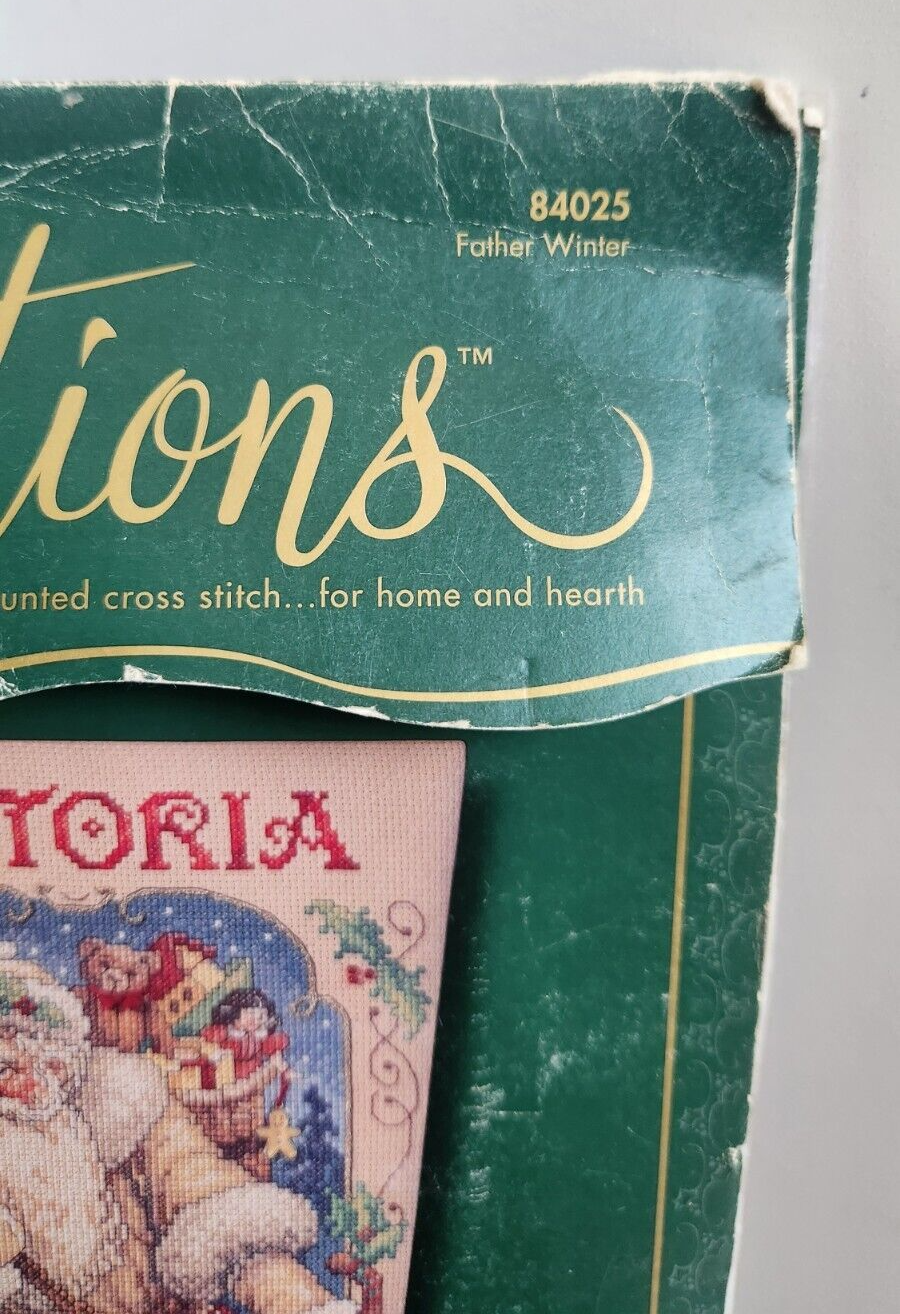 84025
Father Winter
tions™
unted cross stitch...for home and hearth
TORIA